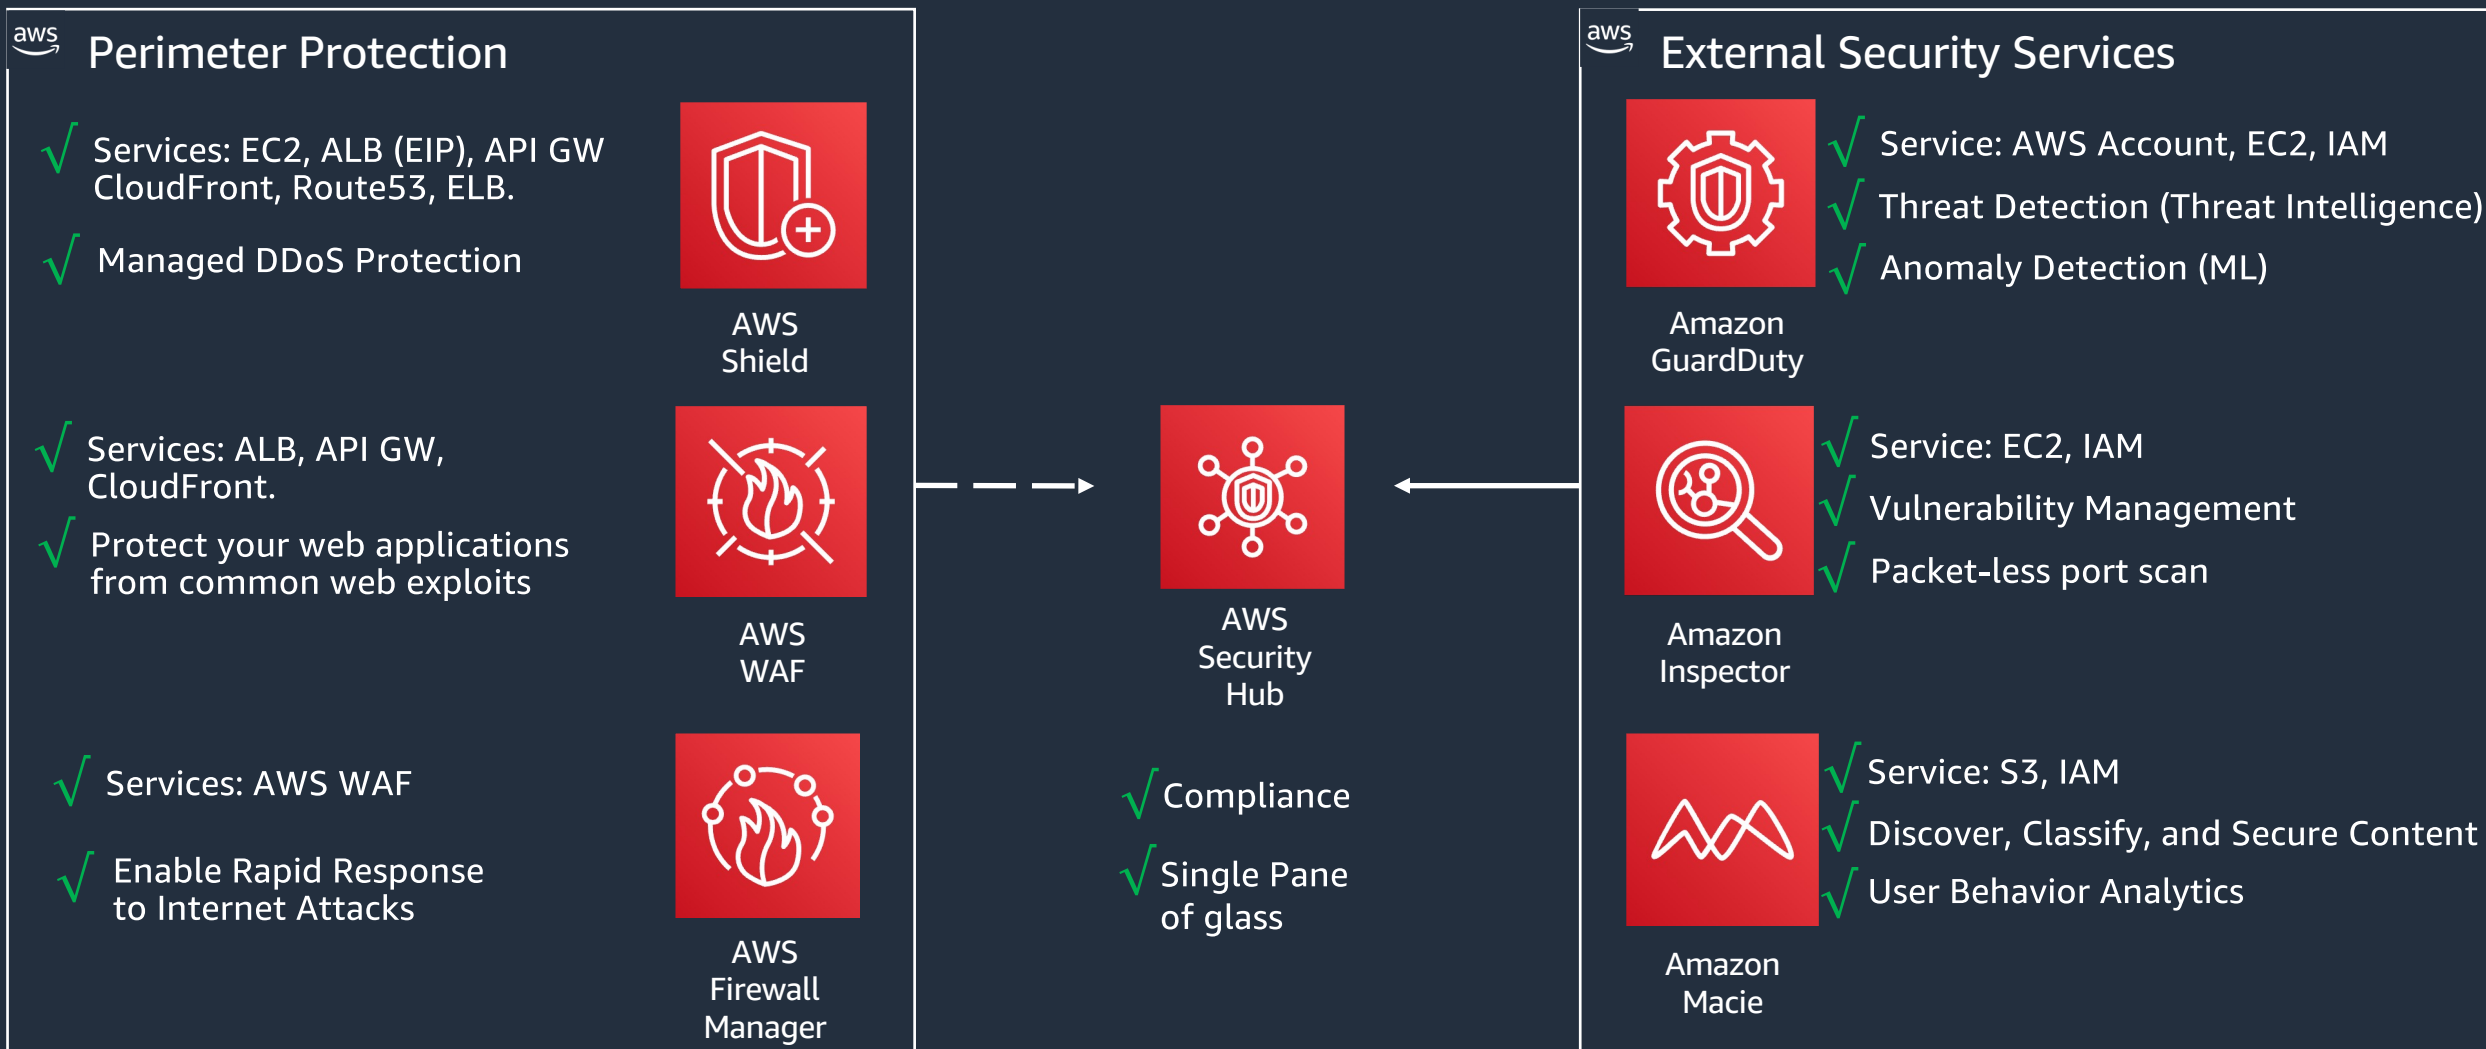 aws
Perimeter Protection
√ Services: EC2, ALB (EIP), API GW
CloudFront, Route53, ELB.
√ Managed DDoS Protection
AWS
Shield
√ Services: ALB, API GW,
CloudFront.
√ Protect your web applications
from common web exploits
AWS
WAF
√ Services: AWS WAF
√ Enable Rapid Response
to Internet Attacks
AWS
Firewall
Manager
AWS
Security
Hub
√ Compliance
√ Single Pane
of glass
aws
External Security Services
√ Service: AWS Account, EC2, IAM
√ Threat Detection (Threat Intelligence)
√ Anomaly Detection (ML)
Amazon
GuardDuty
√ Service: EC2, IAM
√ Vulnerability Management
√ Packet-less port scan
Amazon
Inspector
√ Service: S3, IAM
√ Discover, Classify, and Secure Content
√ User Behavior Analytics
Amazon
Macie